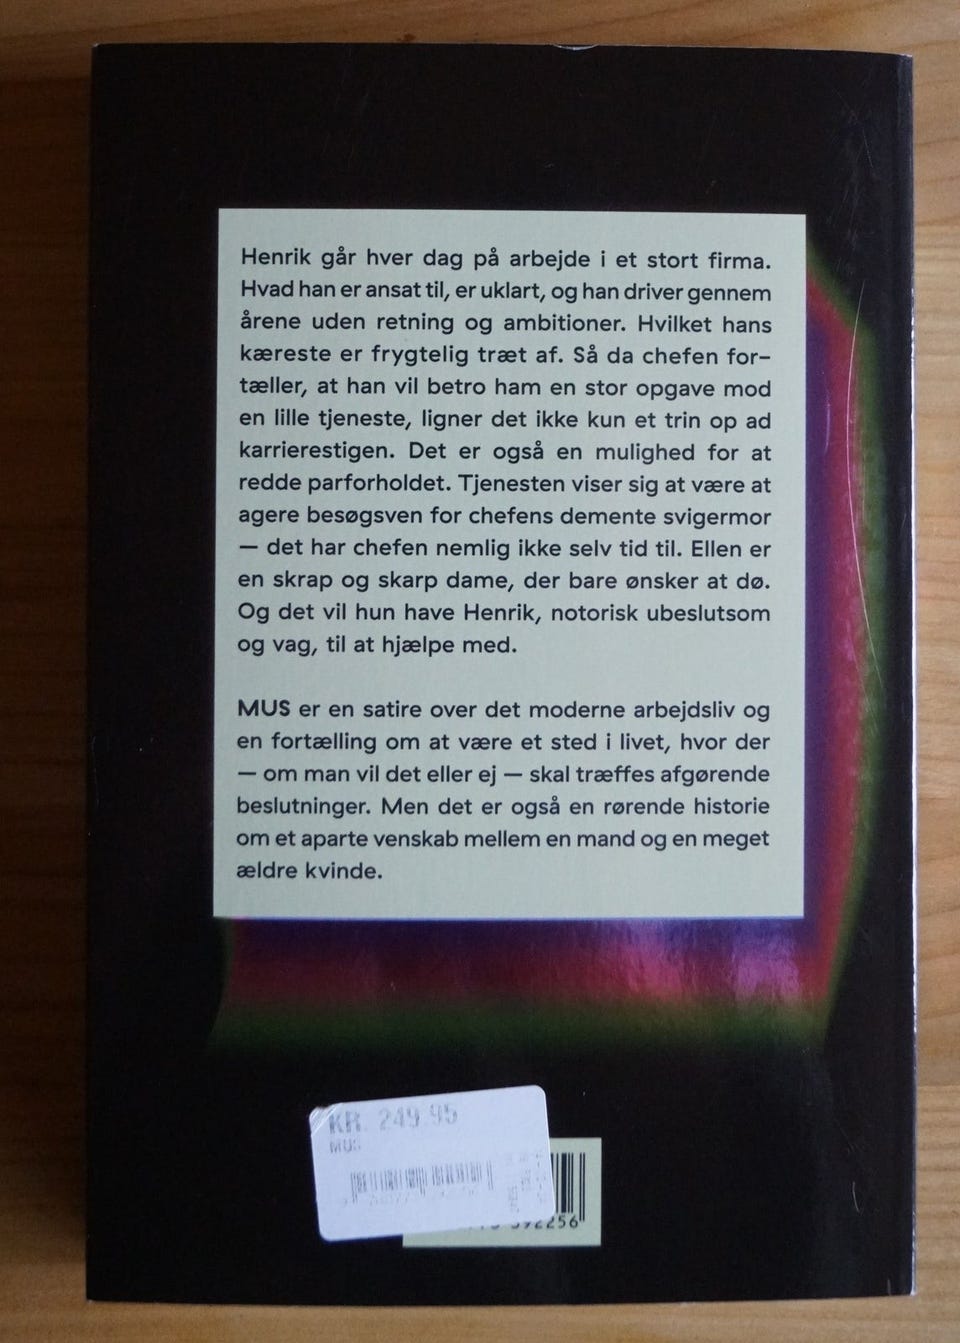 Henrik går hver dag på arbejde i et stort firma.
Hvad han er ansat til, er uklart, og han driver gennem
årene uden retning og ambitioner. Hvilket hans
kæreste er frygtelig træt af. Så da chefen for-
tæller, at han vil betro ham en stor opgave mod
en lille tjeneste, ligner det ikke kun et trin op ad
karrierestigen. Det er også en mulighed for at
redde parforholdet. Tjenesten viser sig at være at
agere besøgsven for chefens demente svigermor
— det har chefen nemlig ikke selv tid til. Ellen er
en skrap og skarp dame, der bare ønsker at dø.
Og det vil hun have Henrik, notorisk ubeslutsom
og vag, til at hjælpe med.
MUS er en satire over det moderne arbejdsliv og
en fortælling om at være et sted i livet, hvor der
— om man vil det eller ej — skal træffes afgørende
beslutninger. Men det er også en rørende historie
om et aparte venskab mellem en mand og en meget
ældre kvinde.
KR. 249.95
MUS
392256